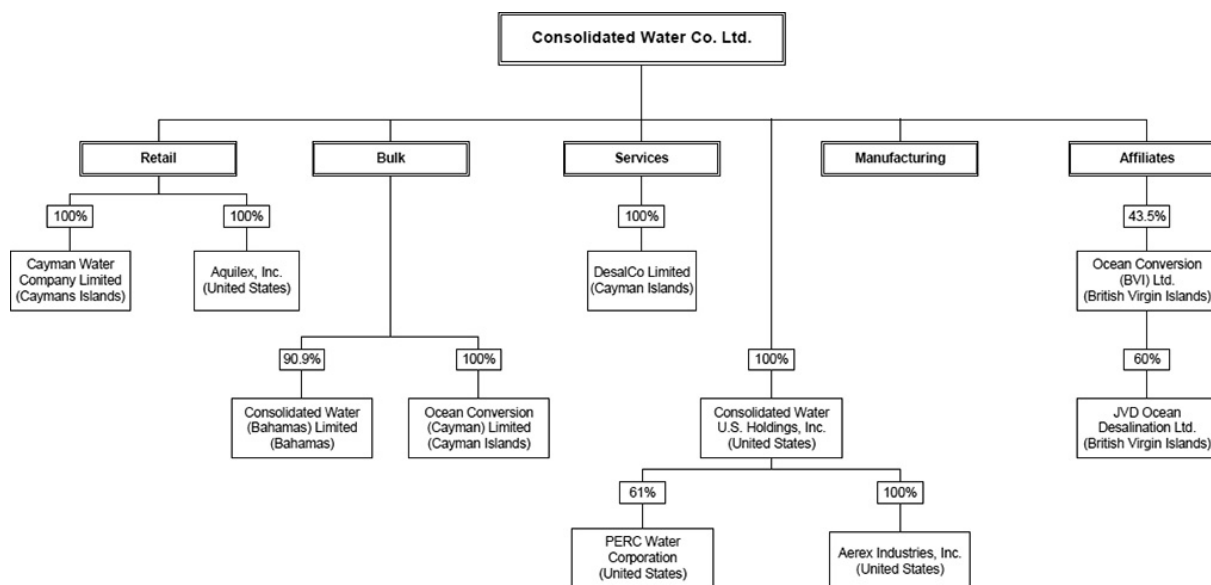 Consolidated Water Co. Ltd.
Retail
Bulk
Services
Manufacturing
Affiliates
100%
100%
100%
43.5%
Cayman Water
Company Limited
(Caymans Islands)
Aquilex, Inc.
(United States)
DesalCo Limited
(Cayman Islands)
Ocean Conversion
(BVI) Ltd.
(British Virgin Islands)
90.9%
100%
100%
60%
Consolidated Water
(Bahamas) Limited
(Bahamas)
Ocean Conversion
(Cayman) Limited
(Cayman Islands)
Consolidated Water
U.S. Holdings, Inc.
(United States)
JVD Ocean
Desalination Ltd.
(British Virgin Islands)
61%
100%
PERC Water
Corporation
(United States)
Aerex Industries, Inc.
(United States)